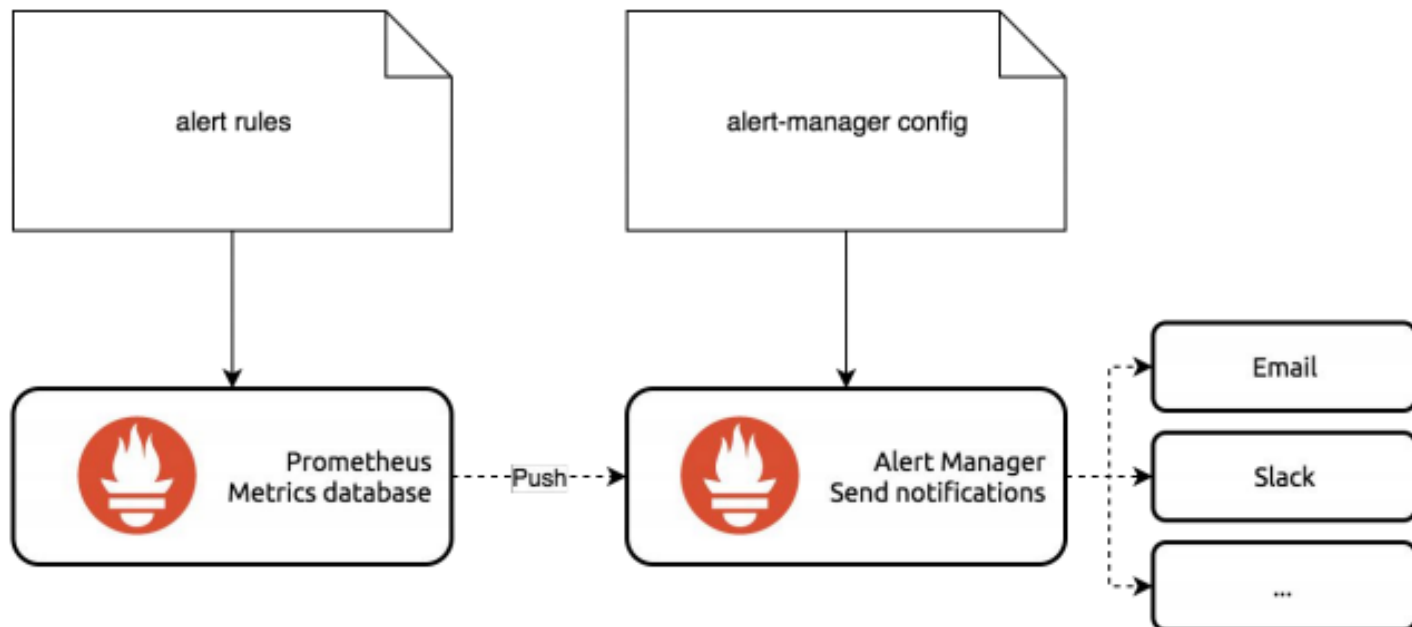 alert rules
alert-manager config
Prometheus
Metrics database
Push
Alert Manager
Send notifications
Email
Slack
...